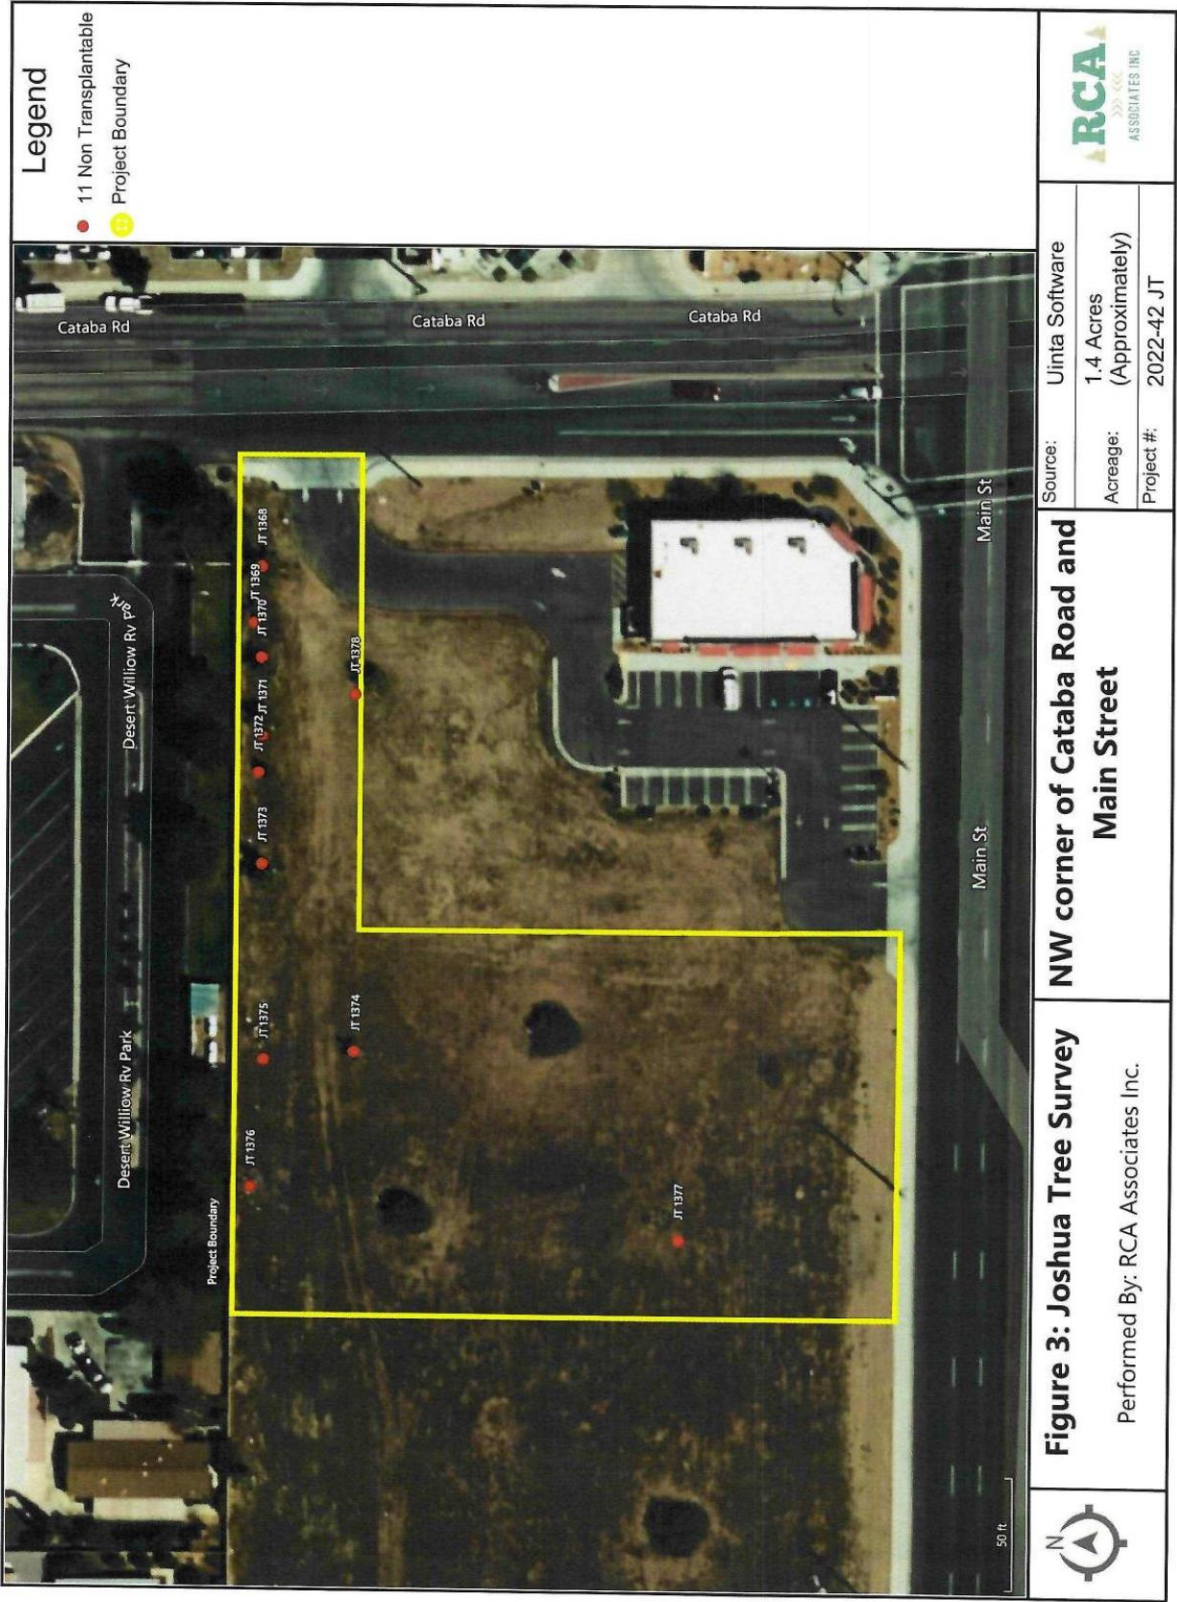 Legend
11 Non Transplantable
Project Boundary
Cataba Rd
Cataba Rd
Cataba Rd
Desert Williow Rv Park
Desert Williow Rv Park
Project Boundary
JT 1376
JT 1375
JT 1373
JT 1372
JT 1371
JT 1370
JT 1369
JT 1368
JT 1374
JT 1378
JT 1377
Main St
Main St
50 ft
N
Figure 3: Joshua Tree Survey
Performed By: RCA Associates Inc.
NW corner of Cataba Road and
Main Street
Source: Uinta Software
Acreage: 1.4 Acres
(Approximately)
Project #: 2022-42 JT
RCA
ASSOCIATES INC